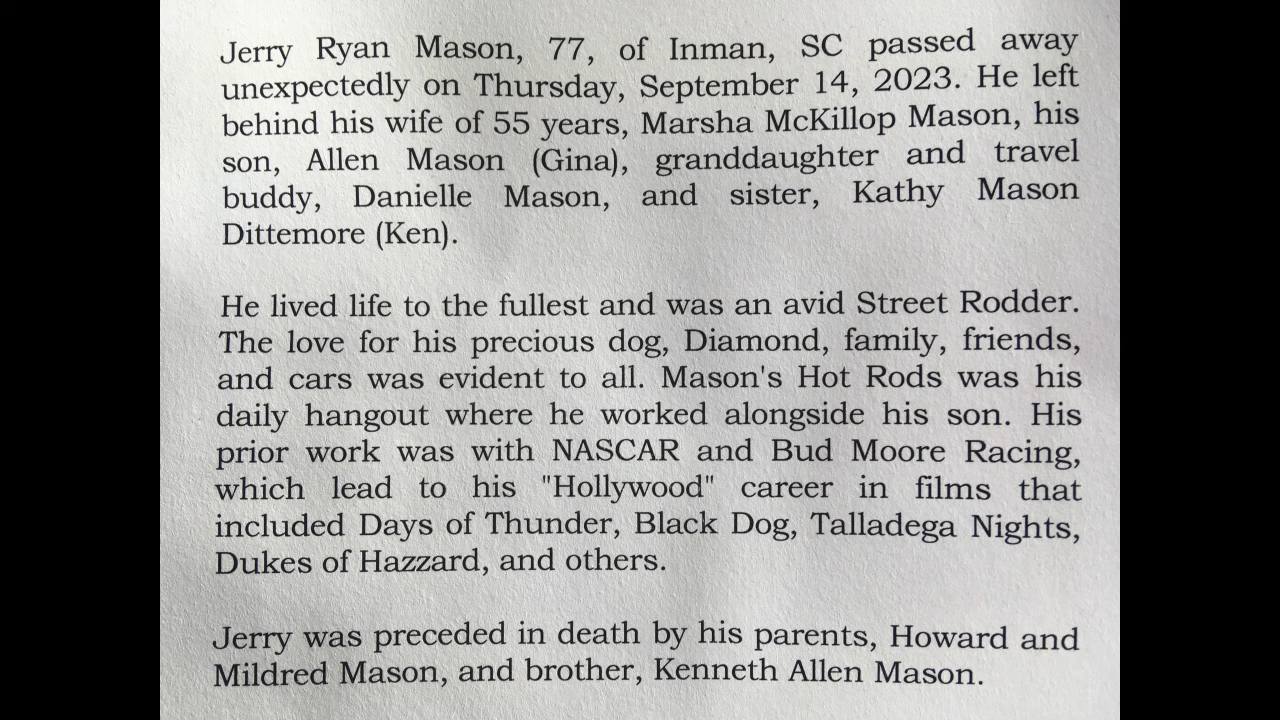 Jerry Ryan Mason, 77, of Inman, SC passed away
unexpectedly on Thursday, September 14, 2023. He left
behind his wife of 55 years, Marsha McKillop Mason, his
son, Allen Mason (Gina), granddaughter and travel
buddy, Danielle Mason, and sister, Kathy Mason
Dittemore (Ken).
He lived life to the fullest and was an avid Street Rodder.
The love for his precious dog, Diamond, family, friends,
and cars was evident to all. Mason's Hot Rods was his
daily hangout where he worked alongside his son. His
prior work was with NASCAR and Bud Moore Racing,
which lead to his "Hollywood" career in films that
included Days of Thunder, Black Dog, Talladega Nights,
Dukes of Hazzard, and others.
Jerry was preceded in death by his parents, Howard and
Mildred Mason, and brother, Kenneth Allen Mason.